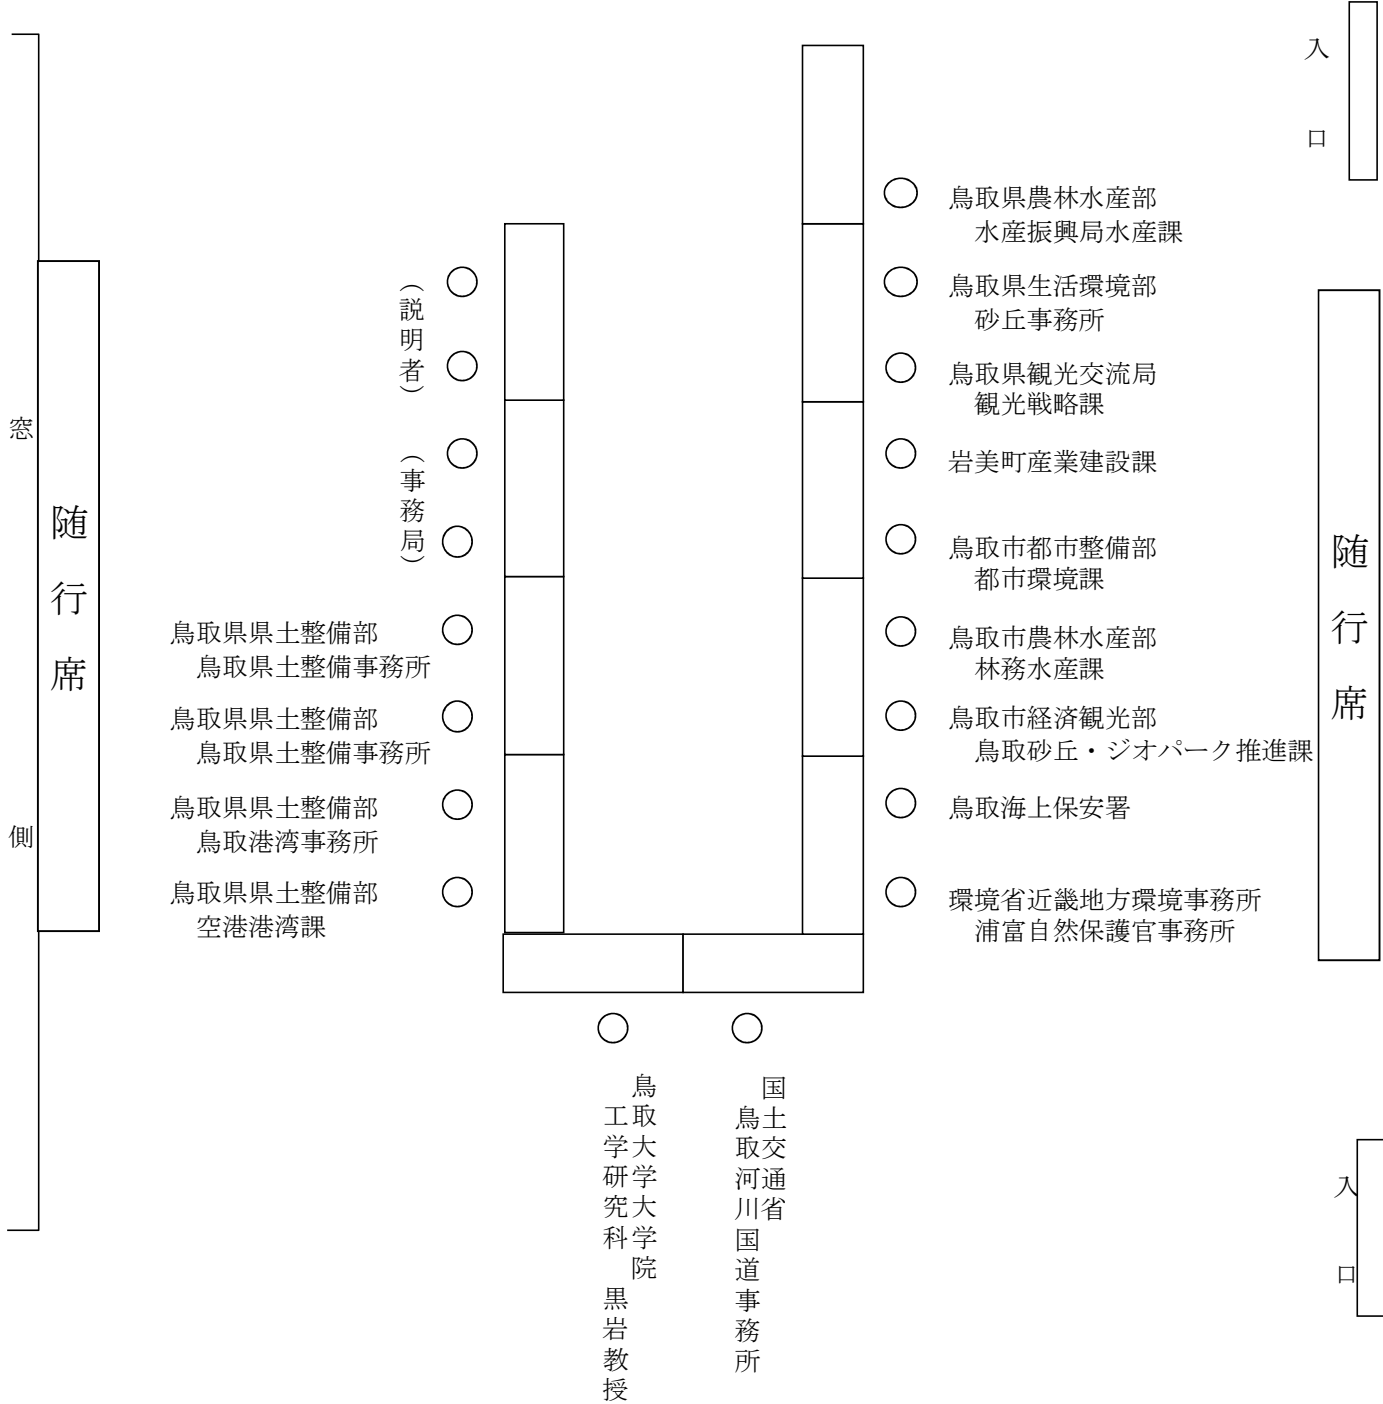 入口
鳥取県農林水産部
水産振興局水産課
鳥取県生活環境部
砂丘事務所
鳥取県観光交流局
観光戦略課
岩美町産業建設課
鳥取市都市整備部
都市環境課
鳥取市農林水産部
林務水産課
鳥取市経済観光部
鳥取砂丘・ジオパーク推進課
鳥取海上保安署
環境省近畿地方環境事務所
浦富自然保護官事務所
随行席
(説明者)
(事務局)
鳥取県県土整備部
鳥取県土整備事務所
鳥取県県土整備部
鳥取県土整備事務所
鳥取県県土整備部
鳥取港湾事務所
鳥取県県土整備部
空港港湾課
窓側
随行席
国土交通省
鳥取河川国道事務所
鳥取大学大学院
工学研究科 黒岩教授
入口